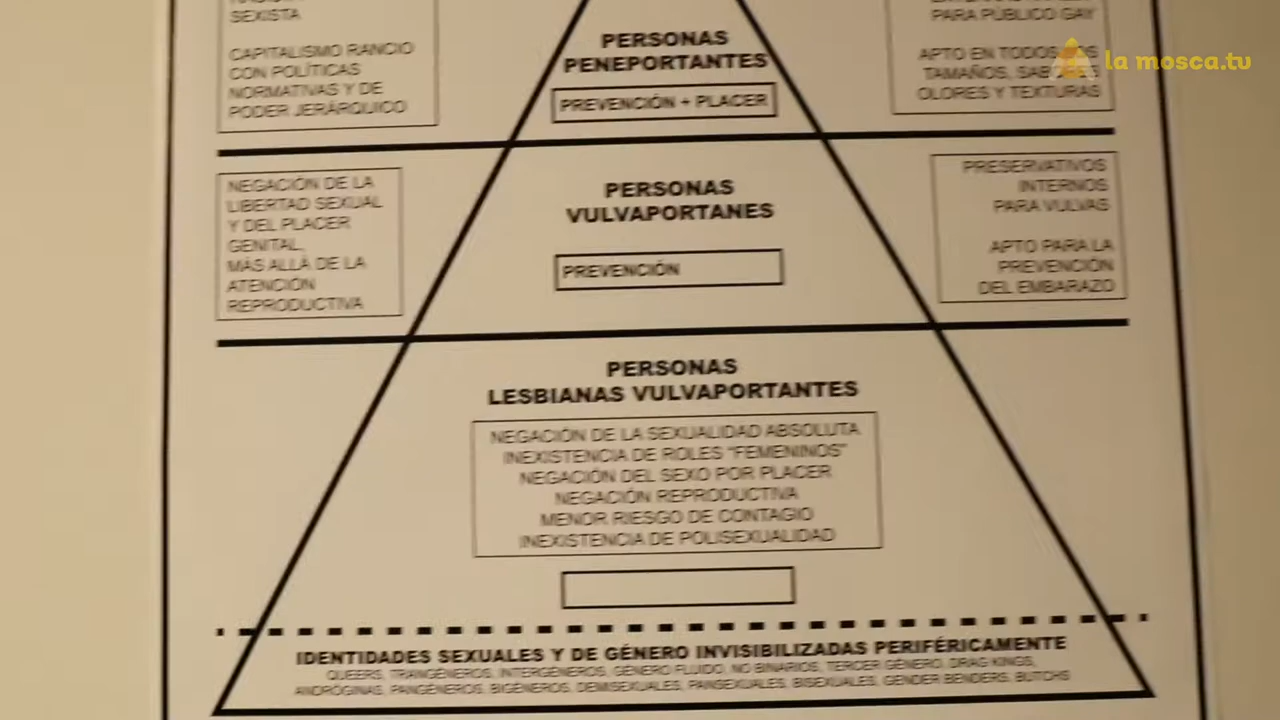 SEXISTA
CAPITALISMO RANCIO
CON POLÍTICAS
NORMATIVAS Y DE
PODER JERÁRQUICO
PERSONAS
PENEPORTANTES
PREVENCIÓN + PLACER
PARA PÚBLICO GAY
APTO EN TODOS LOS
TAMAÑOS, SABORES
OLORES Y TEXTURAS
la mosca.tv
NEGACIÓN DE LA
LIBERTAD SEXUAL
Y DEL PLACER
GENITAL,
MÁS ALLÀ DE LA
ATENCIÓN
REPRODUCTIVA
PERSONAS
VULVAPORTANES
PREVENCIÓN
PRESERVATIVOS
INTERNOS
PARA VULVAS
APTO PARA LA
PREVENCIÓN
DEL EMBARAZO
PERSONAS
LESBIANAS VULVAPORTANTES
NEGACIÓN DE LA SEXUALIDAD ABSOLUTA
INEXISTENCIA DE ROLES "FEMENINOS"
NEGACIÓN DEL SEXO POR PLACER
NEGACIÓN REPRODUCTIVA
MENOR RIESGO DE CONTAGIO
INEXISTENCIA DE POLISEXUALIDAD
IDENTIDADES SEXUALES Y DE GÉNERO INVISIBILIZADAS PERIFÉRICAMENTE
QUEERS, TRANGÉNEROS, INTERGÉNEROS, GÉNERO FLUIDO, NO BINARIOS, TERCER GÉNERO, DRAG KINGS,
ANDRÓGINAS, PANGÉNEROS, BIGÉNEROS, DEMISEXUALES, PANSEXUALES, BISEXUALES, GENDER BENDERS, BUTCHS